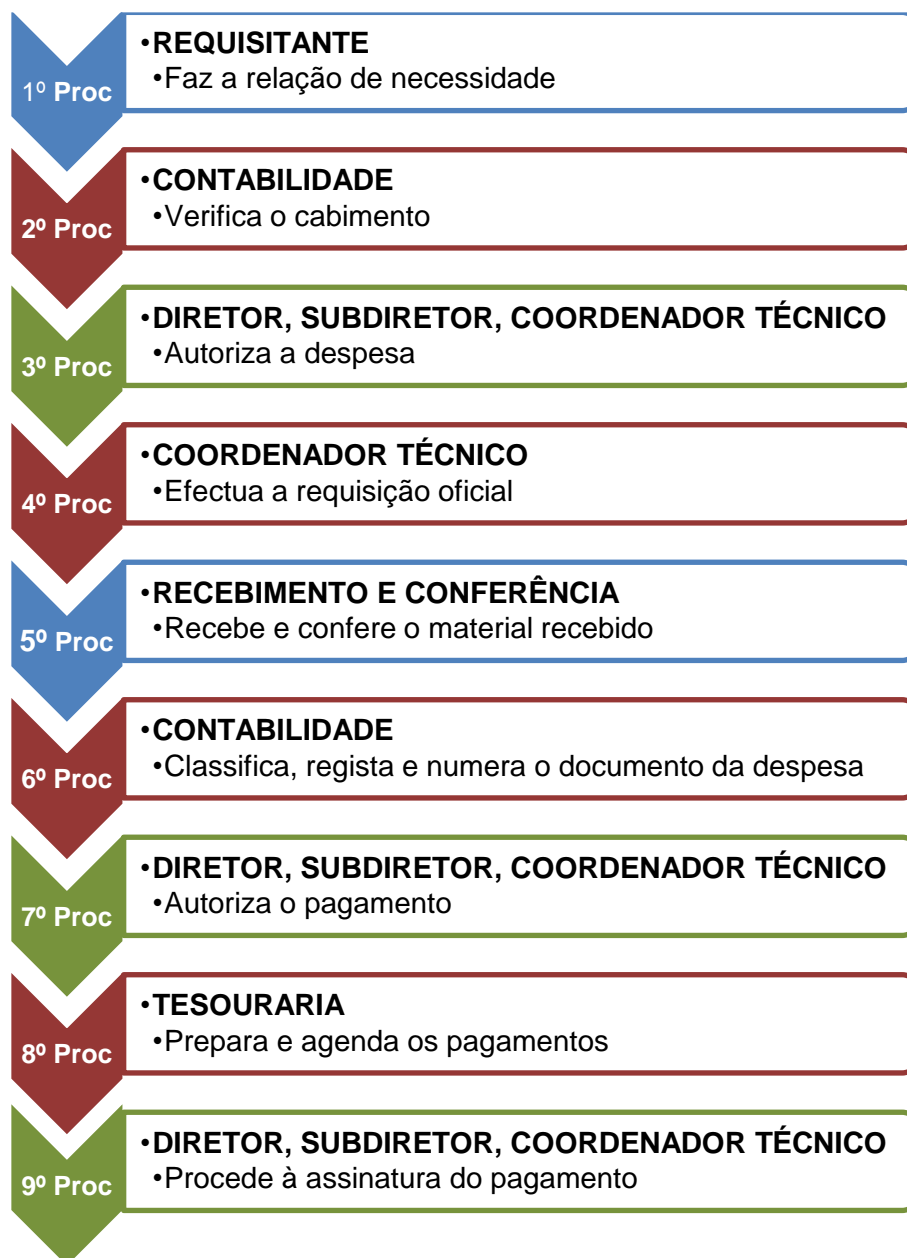 1º Proc
•REQUISITANTE
•Faz a relação de necessidade
2º Proc
•CONTABILIDADE
•Verifica o cabimento
3º Proc
•DIRETOR, SUBDIRETOR, COORDENADOR TÉCNICO
•Autoriza a despesa
4º Proc
•COORDENADOR TÉCNICO
•Efectua a requisição oficial
5º Proc
•RECEBIMENTO E CONFERÊNCIA
•Recebe e confere o material recebido
6º Proc
•CONTABILIDADE
•Classifica, regista e numera o documento da despesa
7º Proc
•DIRETOR, SUBDIRETOR, COORDENADOR TÉCNICO
•Autoriza o pagamento
8º Proc
•TESOURARIA
•Prepara e agenda os pagamentos
9º Proc
•DIRETOR, SUBDIRETOR, COORDENADOR TÉCNICO
•Procede à assinatura do pagamento